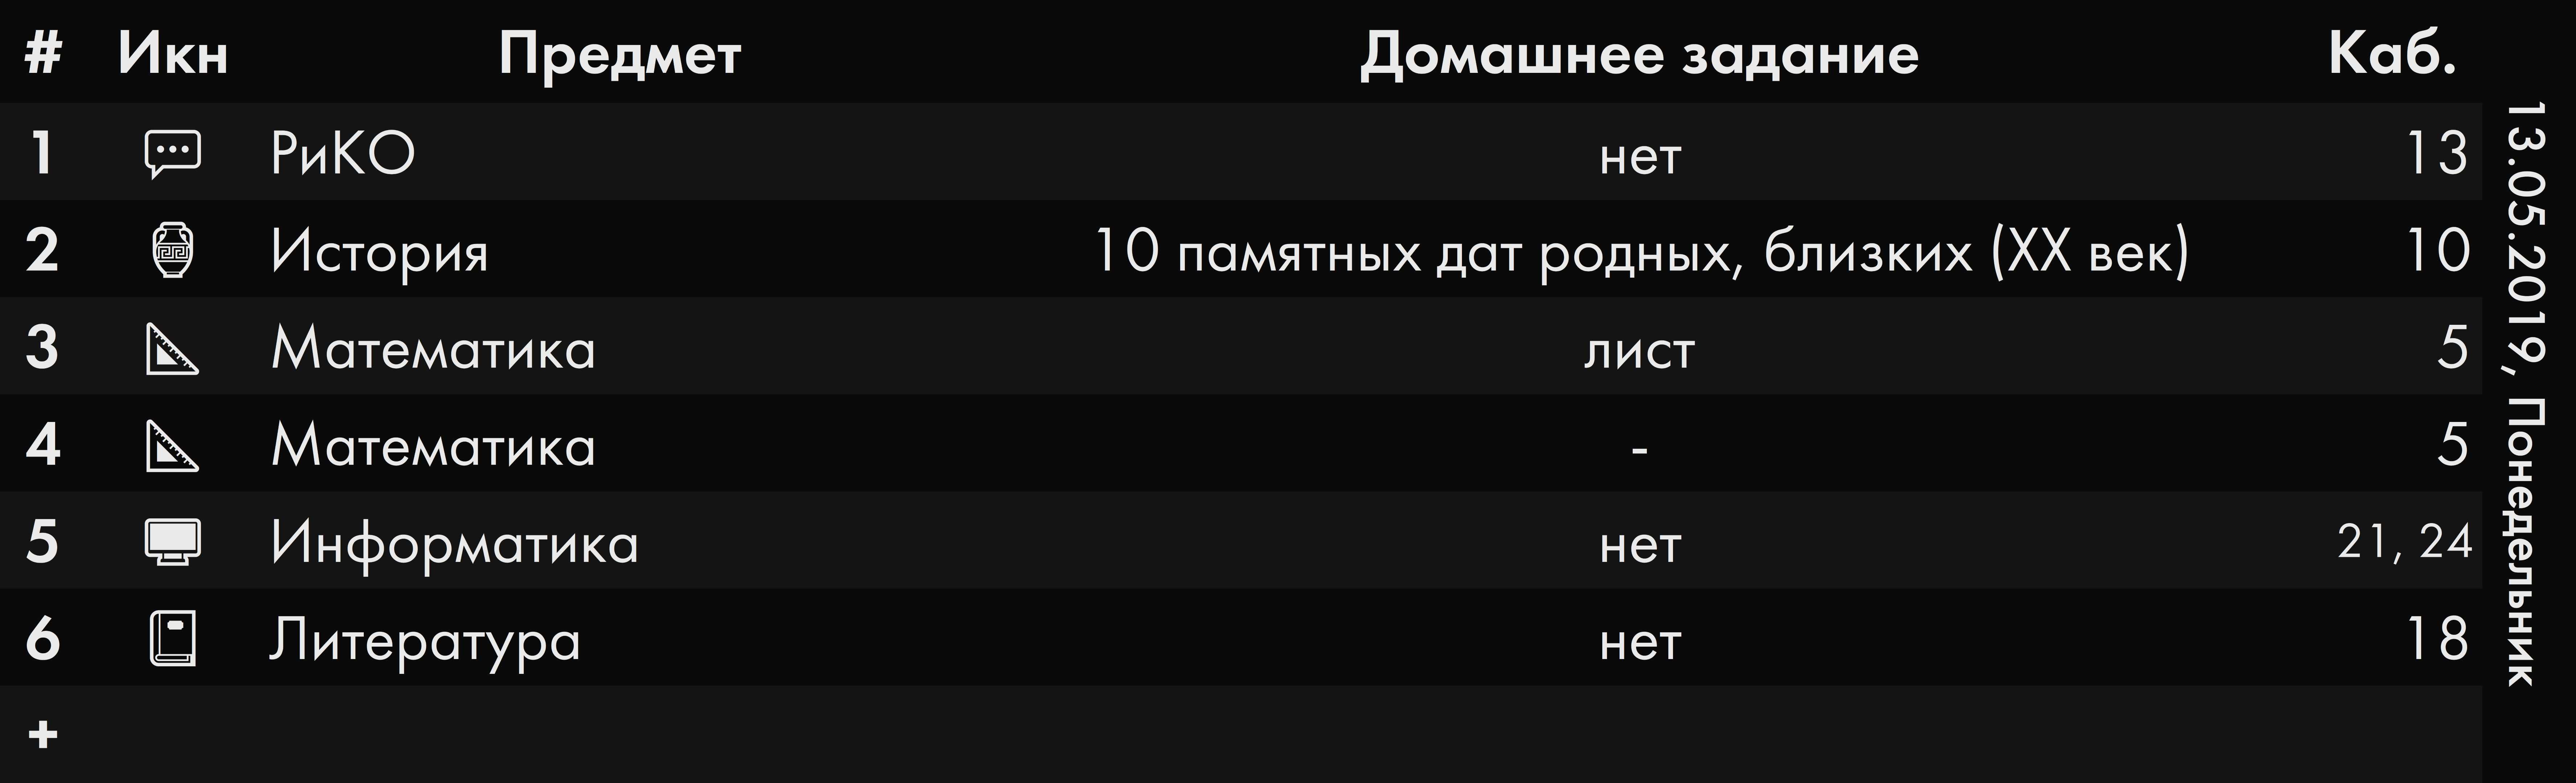 # Икн Предмет Домашнее задание Каб.
1 РиКО нет 13
2 История 10 памятных дат родных, близких (XX век) 10
3 Математика лист 5
4 Математика - 5
5 Информатика нет 21, 24
6 Литература нет 18
+
13.05.2019, Понедельник